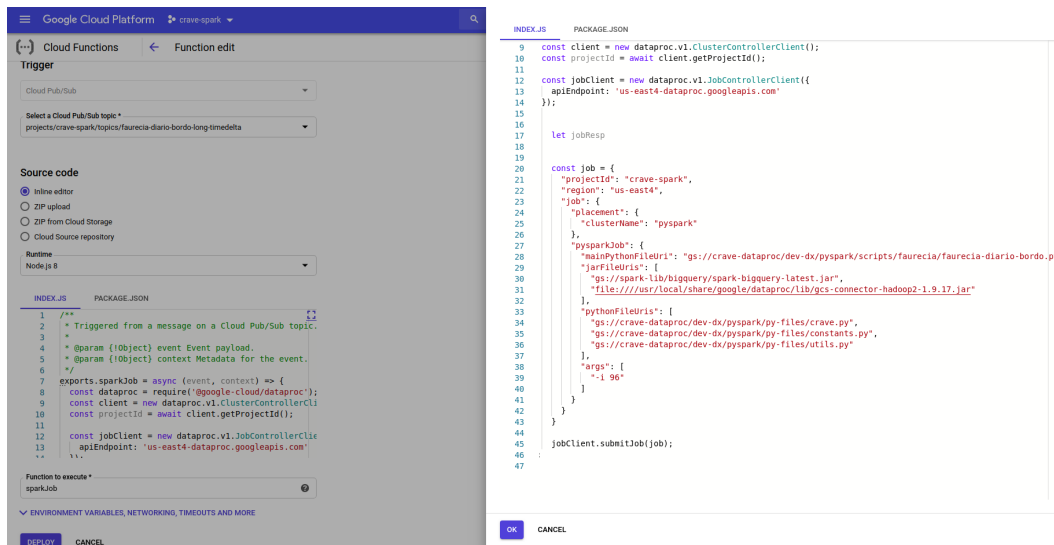 Google Cloud Platform crave-spark
Cloud Functions Function edit
Trigger
Cloud Pub/Sub
Select a Cloud Pub/Sub topic *
projects/crave-spark/topics/faurecia-diario-bordo-long-timedelta
Source code
Inline editor
ZIP upload
ZIP from Cloud Storage
Cloud Source repository
Runtime
Node.js 8
INDEX.JS PACKAGE.JSON
1 /**
2 * Triggered from a message on a Cloud Pub/Sub topic.
3 *
4 * @param {!Object} event Event payload.
5 * @param {!Object} context Metadata for the event.
6 */
7 exports.sparkJob = async (event, context) => {
8 const dataproc = require('@google-cloud/dataproc');
9 const client = new dataproc.v1.ClusterControllerCli
10 const projectId = await client.getProjectId();
11
12 const jobClient = new dataproc.v1.JobControllerClie
13 apiEndpoint: 'us-east4-dataproc.googleapis.com'
14 });
Function to execute *
sparkJob
ENVIRONMENT VARIABLES, NETWORKING, TIMEOUTS AND MORE
DEPLOY CANCEL
INDEX.JS PACKAGE.JSON
9 const client = new dataproc.v1.ClusterControllerClient();
10 const projectId = await client.getProjectId();
11
12 const jobClient = new dataproc.v1.JobControllerClient({
13 apiEndpoint: 'us-east4-dataproc.googleapis.com'
14 });
15
16
17 let jobResp
18
19
20 const job = {
21 "projectId": "crave-spark",
22 "region": "us-east4",
23 "job": {
24 "placement": {
25 "clusterName": "pyspark"
26 },
27 "pysparkJob": {
28 "mainPythonFileUri": "gs://crave-dataproc/dev-dx/pyspark/scripts/faurecia/faurecia-diario-bordo.p
29 "jarFileUris": [
30 "gs://spark-lib/bigquery/spark-bigquery-latest.jar",
31 "file:////usr/local/share/google/dataproc/lib/gcs-connector-hadoop2-1.9.17.jar"
32 ],
33 "pythonFileUris": [
34 "gs://crave-dataproc/dev-dx/pyspark/py-files/crave.py",
35 "gs://crave-dataproc/dev-dx/pyspark/py-files/constants.py",
36 "gs://crave-dataproc/dev-dx/pyspark/py-files/utils.py"
37 ],
38 "args": [
39 "-i 96"
40 ]
41 }
42 }
43 }
44
45 jobClient.submitJob(job);
46
47
OK CANCEL